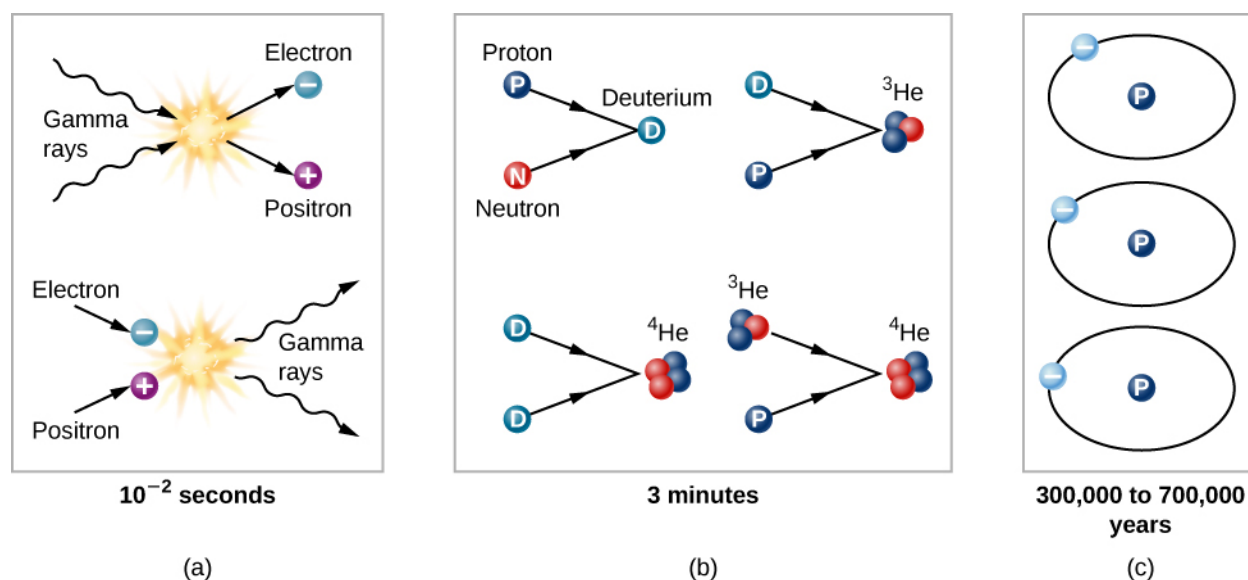 Electron
−
Gamma
rays
+
Positron
Electron
−
Gamma
rays
+
Positron
10⁻² seconds
(a)
Proton
P
Deuterium
D
N
Neutron
D
³He
P
D
⁴He
D
³He
⁴He
P
3 minutes
(b)
−
P
−
P
−
P
300,000 to 700,000
years
(c)